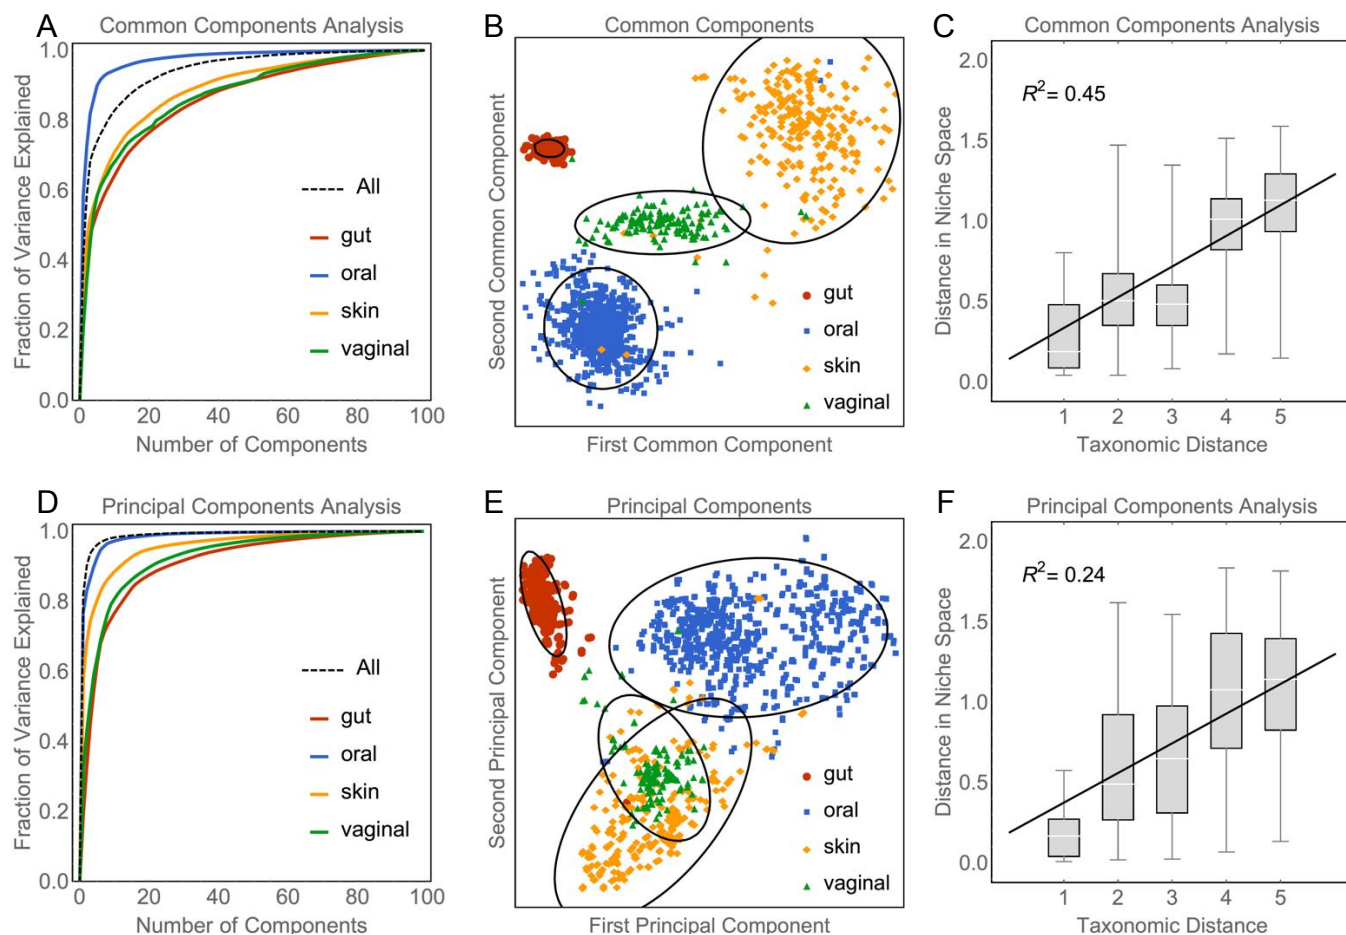 A
Common Components Analysis
Fraction of Variance Explained
1.0
0.8
0.6
0.4
0.2
0.0
All
gut
oral
skin
vaginal
0 20 40 60 80 100
Number of Components
B
Common Components
Second Common Component
gut
oral
skin
vaginal
First Common Component
C
Common Components Analysis
Distance in Niche Space
2.0
1.5
1.0
0.5
0.0
R² = 0.45
1 2 3 4 5
Taxonomic Distance
D
Principal Components Analysis
Fraction of Variance Explained
1.0
0.8
0.6
0.4
0.2
0.0
All
gut
oral
skin
vaginal
0 20 40 60 80 100
Number of Components
E
Principal Components
Second Principal Component
gut
oral
skin
vaginal
First Principal Component
F
Principal Components Analysis
Distance in Niche Space
2.0
1.5
1.0
0.5
0.0
R² = 0.24
1 2 3 4 5
Taxonomic Distance